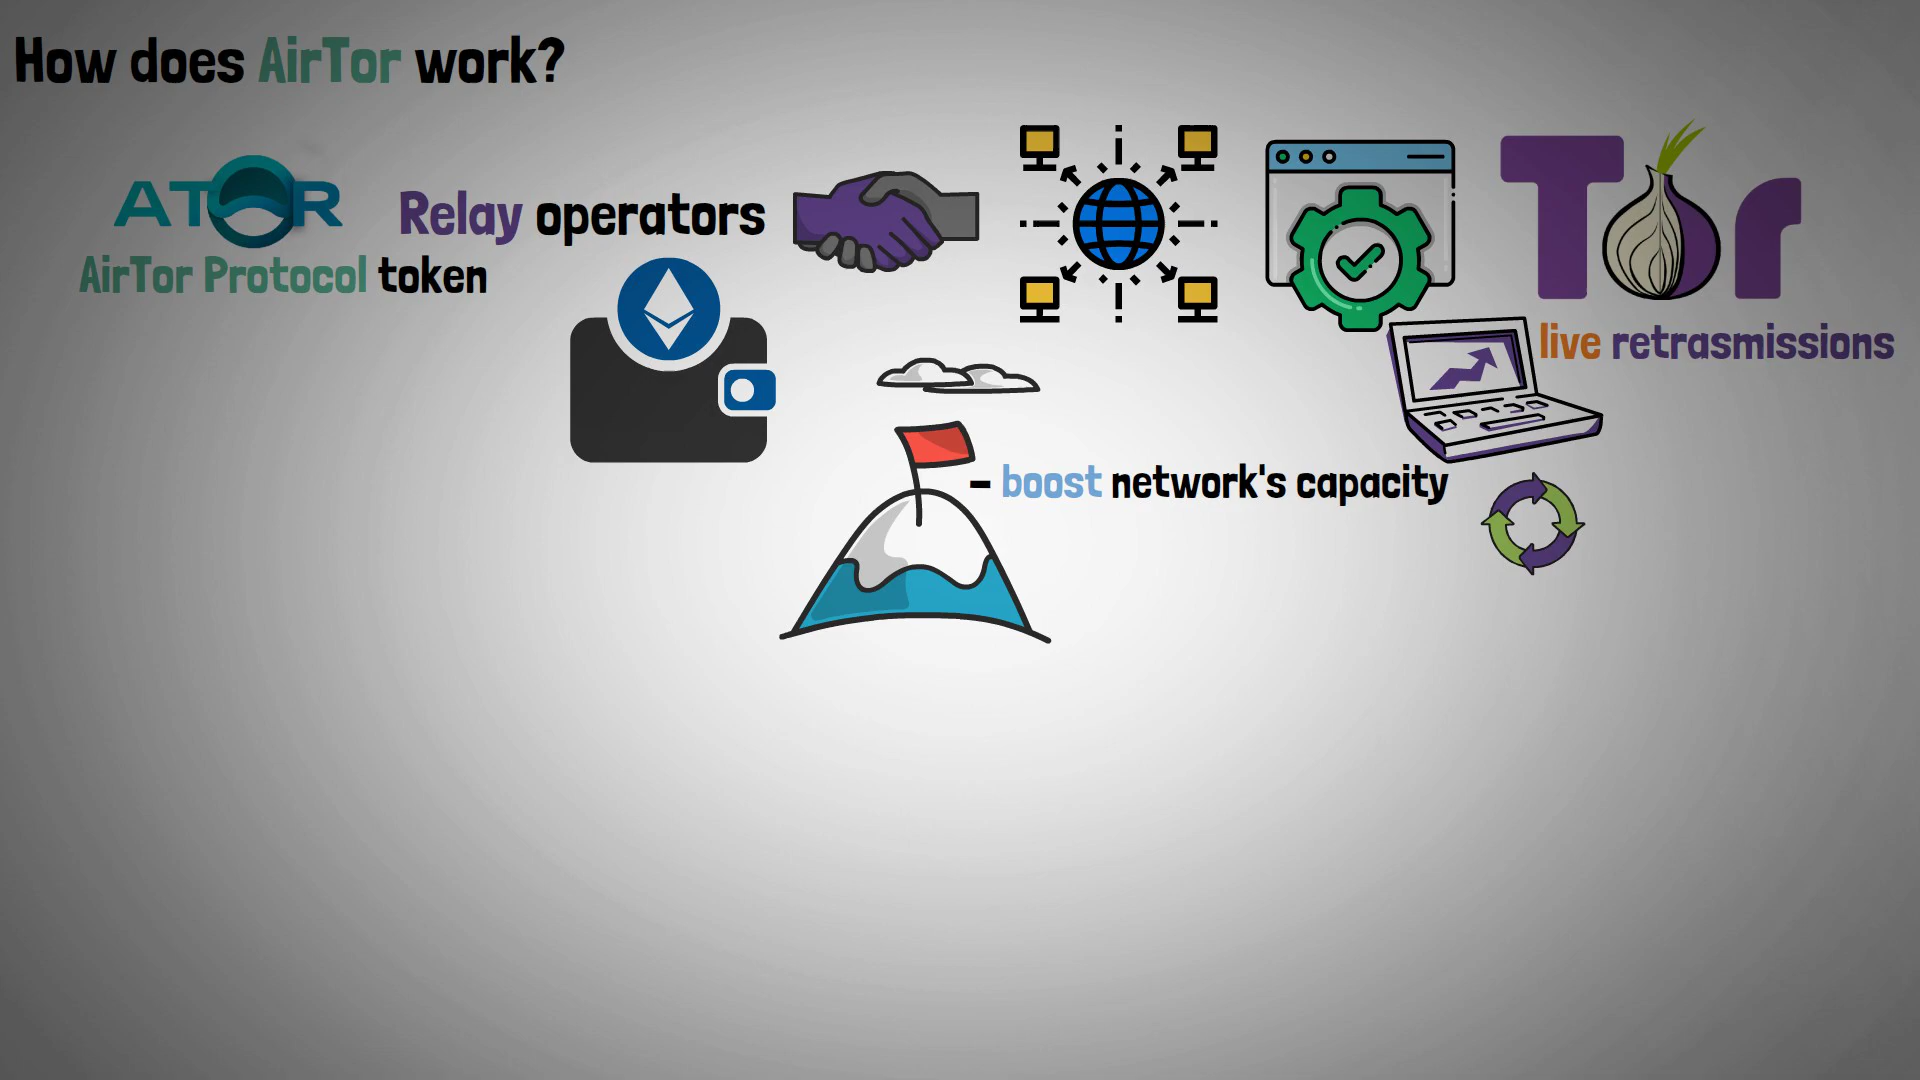 How does AirTor work?
ATOR
AirTor Protocol token
Relay operators
Tor
live retrasmissions
- boost network's capacity